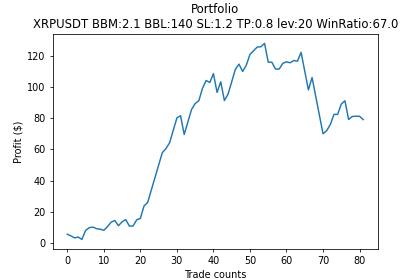 Portfolio
XRPUSDT BBM:2.1 BBL:140 SL:1.2 TP:0.8 lev:20 WinRatio:67.0
120
100
80
60
40
20
0
Profit ($)
0 10 20 30 40 50 60 70 80
Trade counts